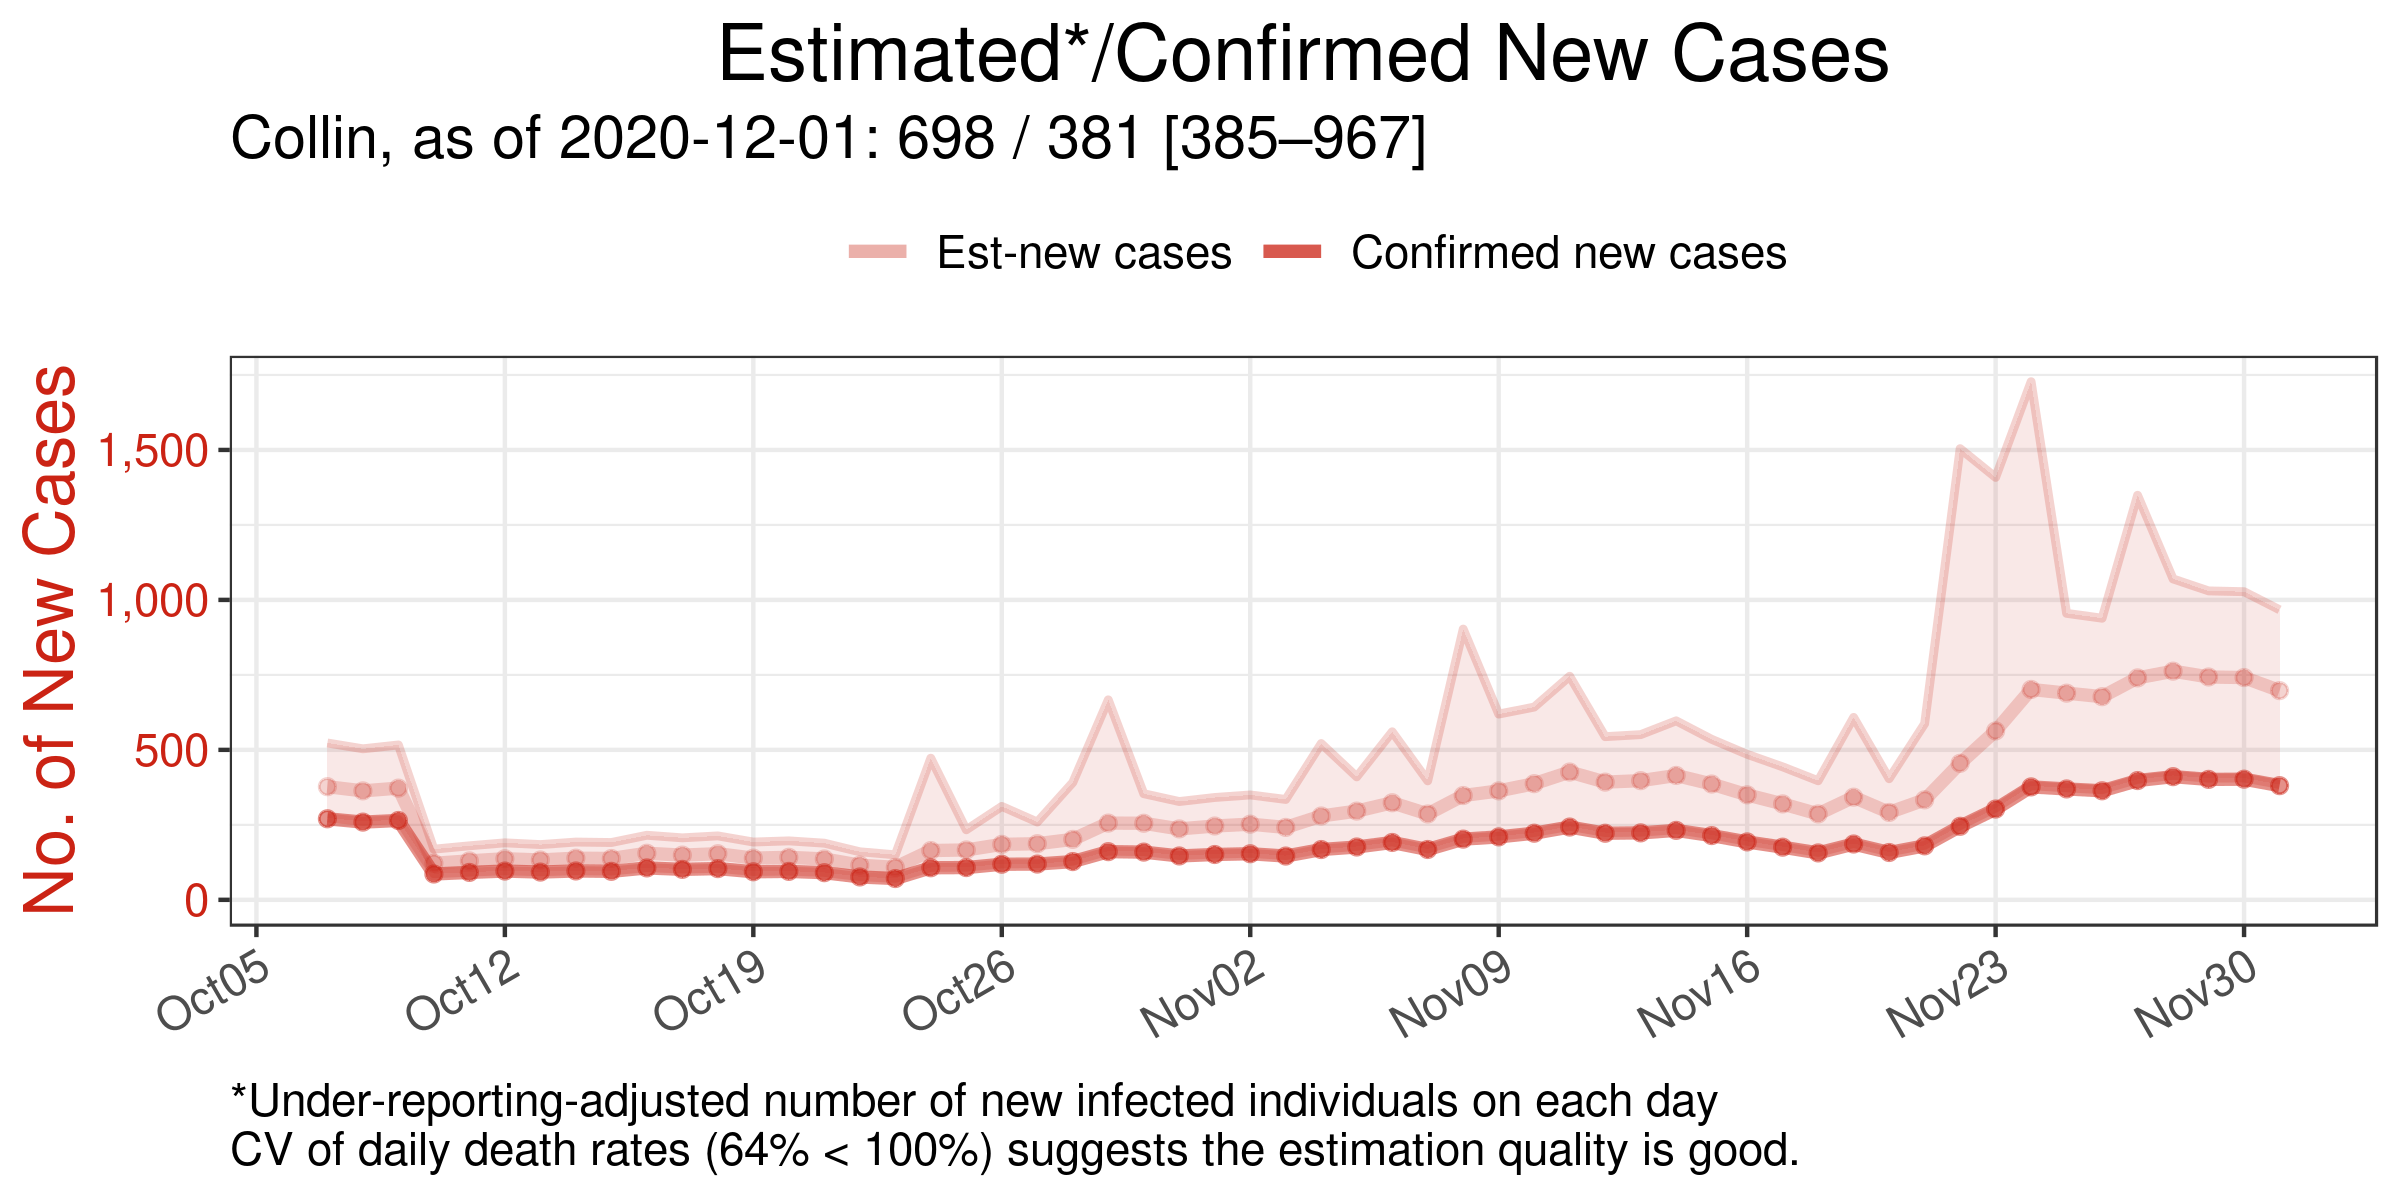 Estimated*/Confirmed New Cases
Collin, as of 2020-12-01: 698 / 381 [385–967]
Est-new cases Confirmed new cases
No. of New Cases
1,500
1,000
500
0
Oct05 Oct12 Oct19 Oct26 Nov02 Nov09 Nov16 Nov23 Nov30
*Under-reporting-adjusted number of new infected individuals on each day
CV of daily death rates (64% < 100%) suggests the estimation quality is good.